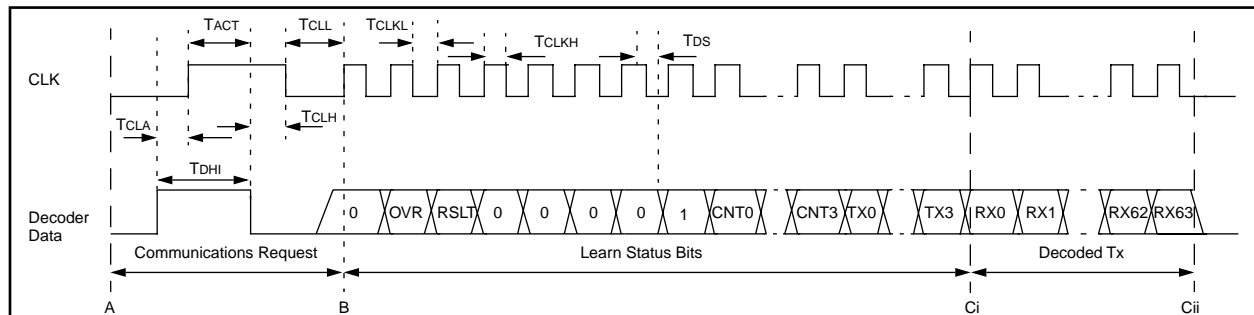 TACT TCLL TCLKL TCLKH TDS
CLK
TCLA TCLH
TDHI
Decoder Data
0 OVR RSLT 0 0 0 0 1 CNT0 CNT3 TX0 TX3 RX0 RX1 RX62 RX63
Communications Request Learn Status Bits Decoded Tx
A B Ci Cii